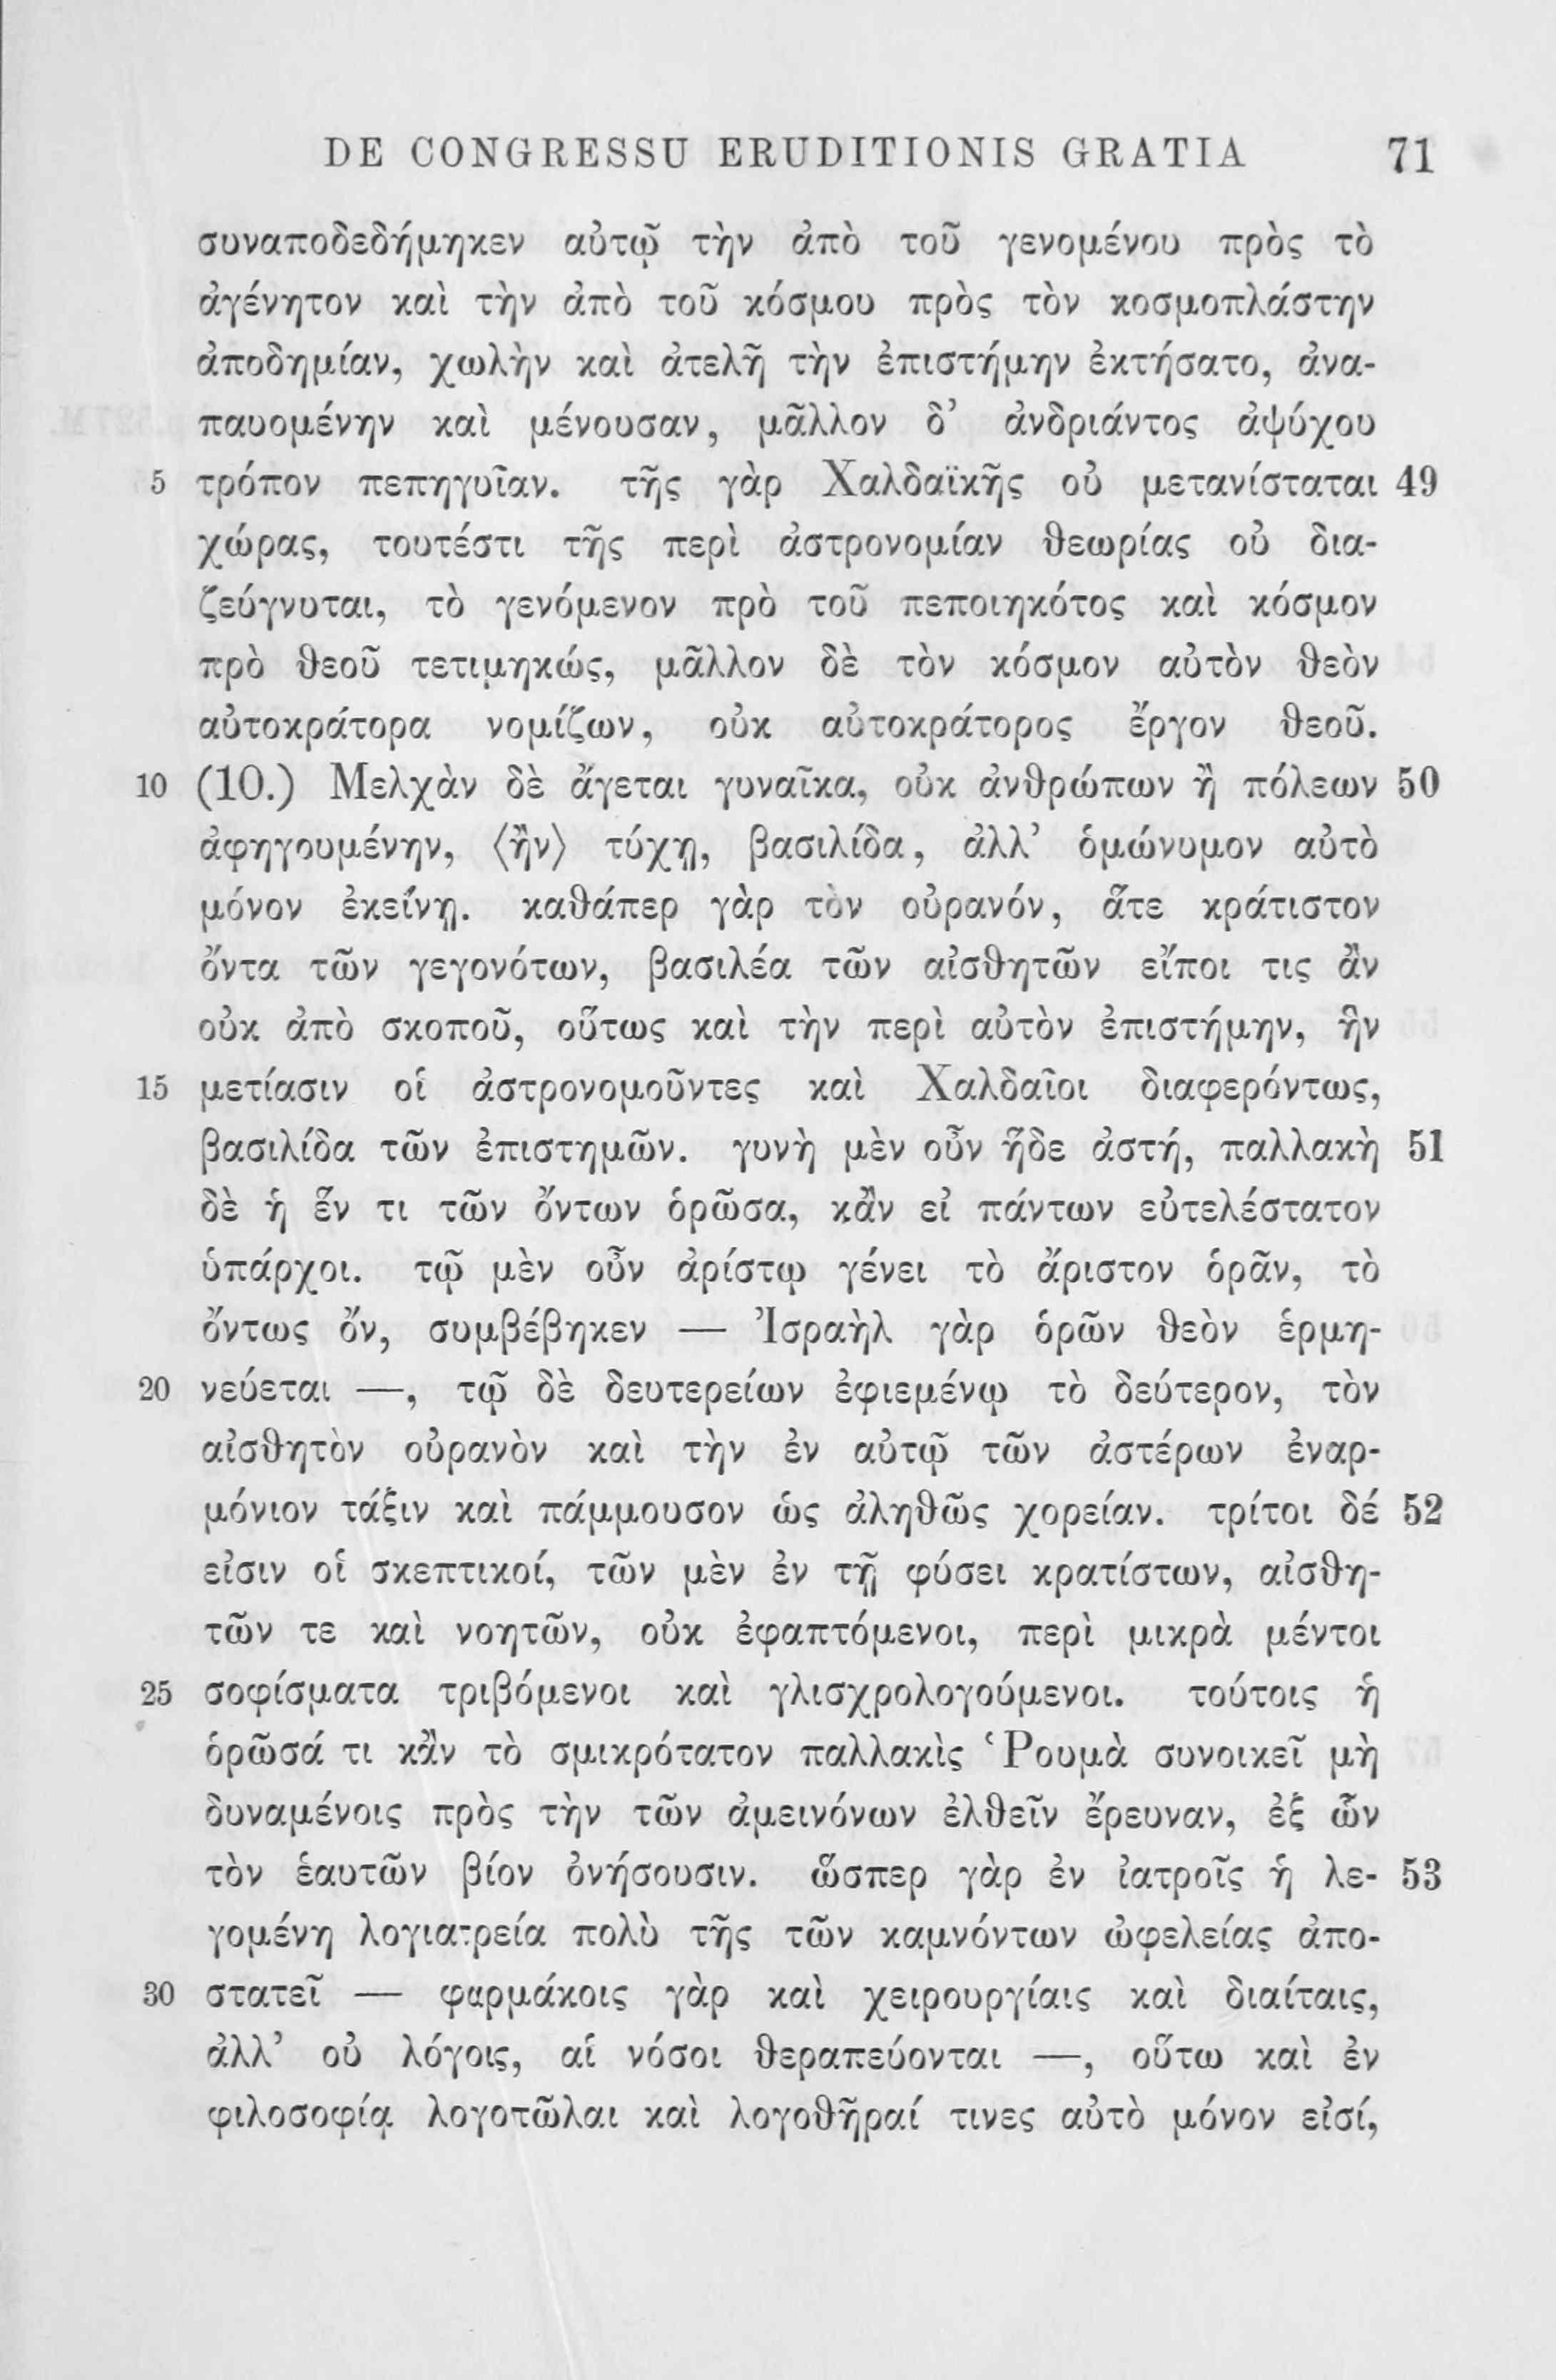 DE CONGRESSU ERUDITIONIS GRATIA 71
συναποδεδήμηκεν αὐτῷ τὴν ἀπὸ τοῦ γενομένου πρὸς τὸ
ἀγένητον καὶ τὴν ἀπὸ τοῦ κόσμου πρὸς τὸν κοσμοπλάστην
ἀποδημίαν, χωλὴν καὶ ἀτελῆ τὴν ἐπιστήμην ἐκτήσατο, ἀνα-
παυομένην καὶ μένουσαν, μᾶλλον δ’ ἀνδριάντος ἀψύχου
5 τρόπον πεπηγυῖαν. τῆς γὰρ Χαλδαϊκῆς οὐ μετανίσταται 49
χώρας, τουτέστι τῆς περὶ ἀστρονομίαν ϑεωρίας οὐ δια-
ζεύγνυται, τὸ γενόμενον πρὸ τοῦ πεποιηκότος καὶ κόσμον
πρὸ ϑεοῦ τετιμηκώς, μᾶλλον δὲ τὸν κόσμον αὐτὸν ϑεὸν
αὐτοκράτορα νομίζων, οὐκ αὐτοκράτορος ἔργον ϑεοῦ.
10 (10.) Μελχὰν δὲ ἄγεται γυναῖκα, οὐκ ἀνϑρώπων ἢ πόλεων 50
ἀφηγουμένην, ⟨ἣν⟩ τύχῃ, βασιλίδα, ἀλλ’ ὁμώνυμον αὐτὸ
μόνον ἐκείνῃ. καϑάπερ γὰρ τὸν οὐρανόν, ἅτε κράτιστον
ὄντα τῶν γεγονότων, βασιλέα τῶν αἰσϑητῶν εἴποι τις ἂν
οὐκ ἀπὸ σκοποῦ, οὕτως καὶ τὴν περὶ αὐτὸν ἐπιστήμην, ἣν
15 μετίασιν οἱ ἀστρονομοῦντες καὶ Χαλδαῖοι διαφερόντως,
βασιλίδα τῶν ἐπιστημῶν. γυνὴ μὲν οὖν ἥδε ἀστή, παλλακὴ 51
δὲ ἡ ἕν τι τῶν ὄντων ὁρῶσα, κἂν εἰ πάντων εὐτελέστατον
ὑπάρχοι. τῷ μὲν οὖν ἀρίστῳ γένει τὸ ἄριστον ὁρᾶν, τὸ
ὄντως ὄν, συμβέβηκεν — Ἰσραὴλ γὰρ ὁρῶν ϑεὸν ἑρμη-
20 νεύεται —, τῷ δὲ δευτερείων ἐφιεμένῳ τὸ δεύτερον, τὸν
αἰσϑητὸν οὐρανὸν καὶ τὴν ἐν αὐτῷ τῶν ἀστέρων ἐναρ-
μόνιον τάξιν καὶ πάμμουσον ὡς ἀληϑῶς χορείαν. τρίτοι δέ 52
εἰσιν οἱ σκεπτικοί, τῶν μὲν ἐν τῇ φύσει κρατίστων, αἰσϑη-
τῶν τε καὶ νοητῶν, οὐκ ἐφαπτόμενοι, περὶ μικρὰ μέντοι
25 σοφίσματα τριβόμενοι καὶ γλισχρολογούμενοι. τούτοις ἡ
ὁρῶσά τι κἂν τὸ σμικρότατον παλλακὶς Ῥουμὰ συνοικεῖ μὴ
δυναμένοις πρὸς τὴν τῶν ἀμεινόνων ἐλϑεῖν ἔρευναν, ἐξ ὧν
τὸν ἑαυτῶν βίον ὀνήσουσιν. ὥσπερ γὰρ ἐν ἰατροῖς ἡ λε- 53
γομένη λογιατρεία πολὺ τῆς τῶν καμνόντων ὠφελείας ἀπο-
30 στατεῖ — φαρμάκοις γὰρ καὶ χειρουργίαις καὶ διαίταις,
ἀλλ’ οὐ λόγοις, αἱ νόσοι ϑεραπεύονται —, οὕτω καὶ ἐν
φιλοσοφίᾳ λογοπῶλαι καὶ λογοϑῆραί τινες αὐτὸ μόνον εἰσί,